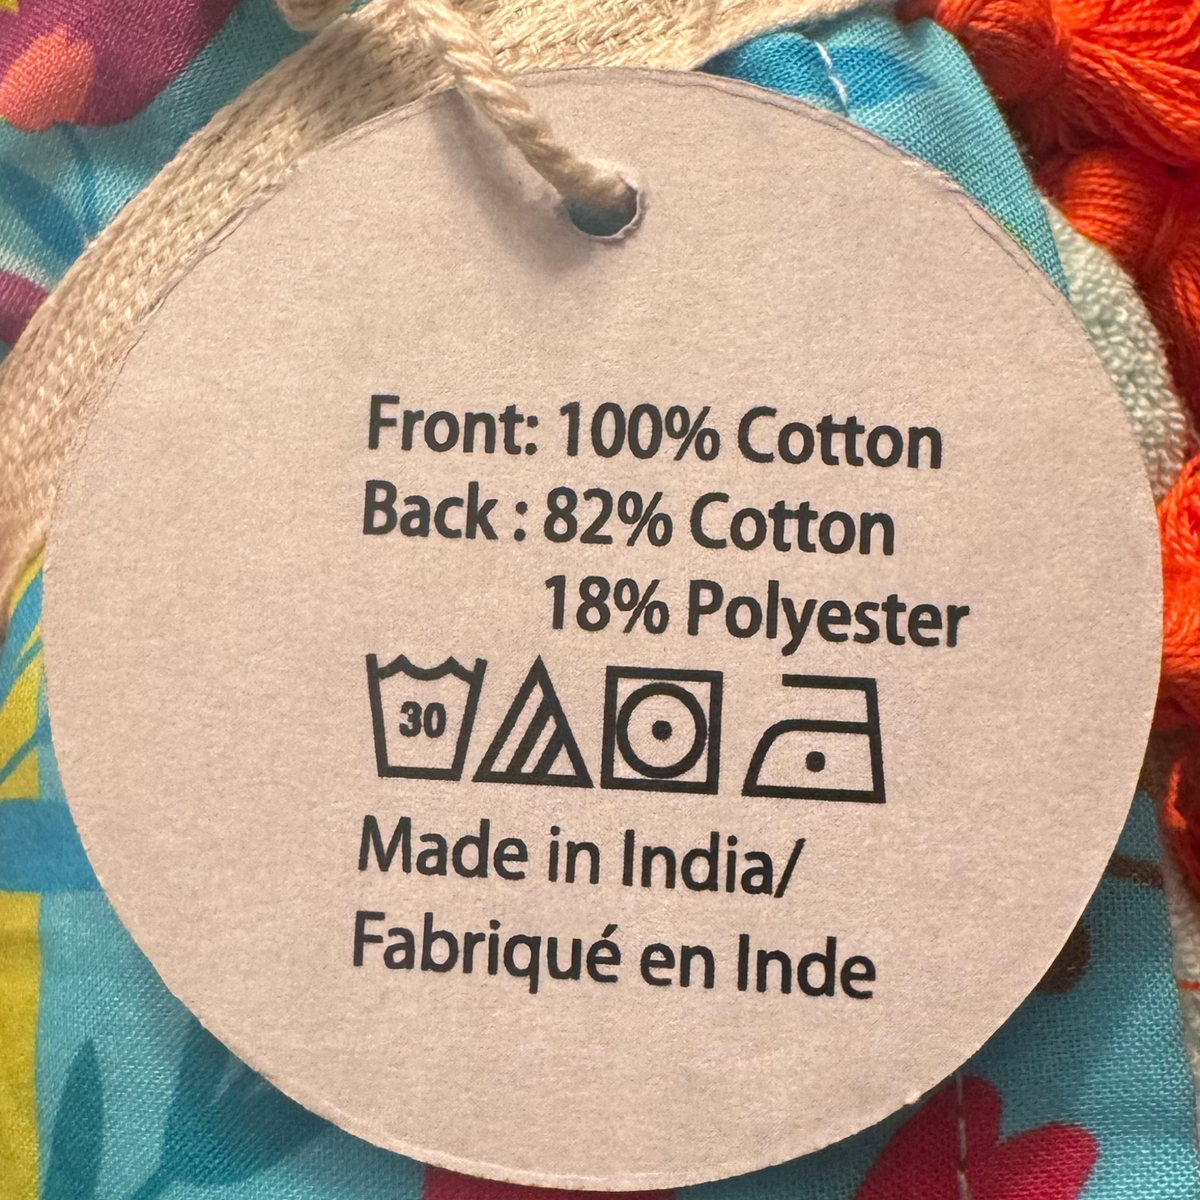 Front: 100% Cotton
Back : 82% Cotton
18% Polyester
30
Made in India/
Fabriqué en Inde